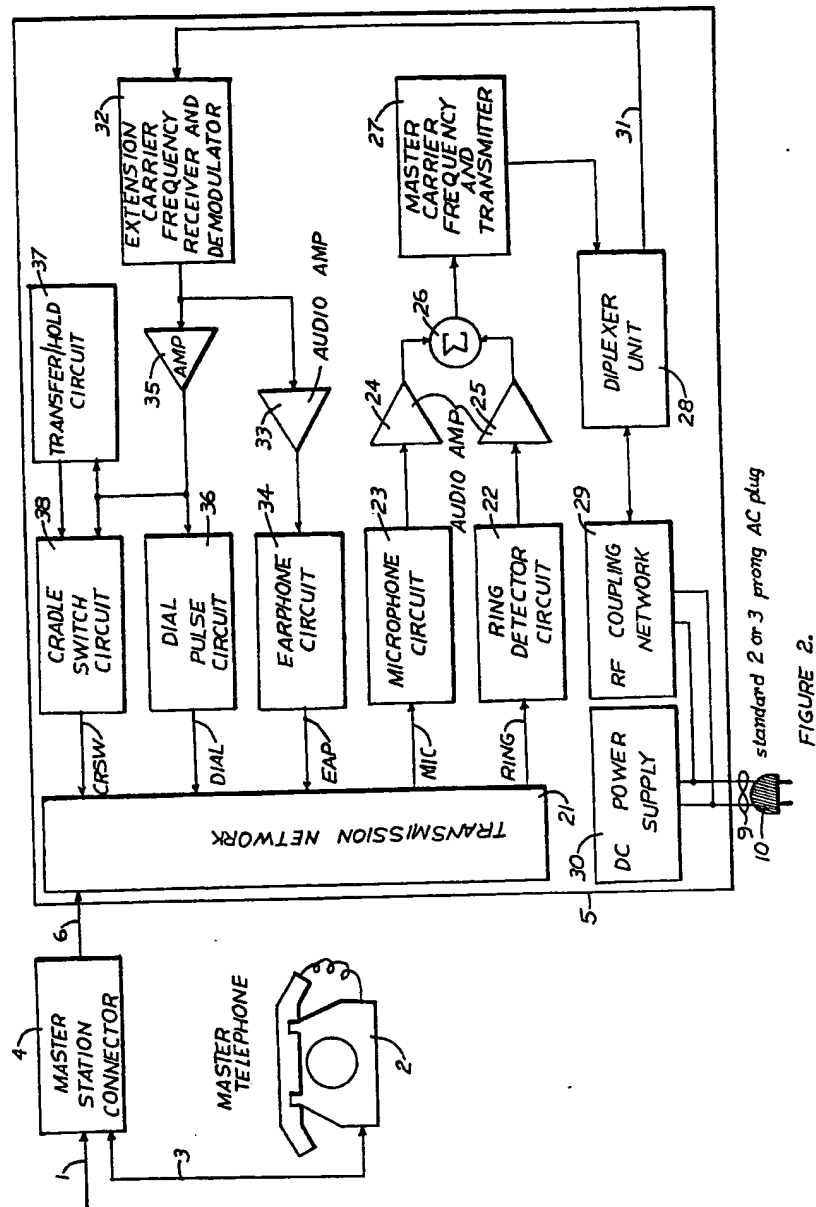 1
3
4
MASTER
STATION
CONNECTOR
6
MASTER
TELEPHONE
2
5
TRANSMISSION NETWORK
21
CRSW
DIAL
EAP
MIC
RING
38
CRADLE
SWITCH
CIRCUIT
36
DIAL
PULSE
CIRCUIT
34
EARPHONE
CIRCUIT
23
MICROPHONE
CIRCUIT
22
RING
DETECTOR
CIRCUIT
37
TRANSFER/HOLD
CIRCUIT
35
AMP
33
AUDIO AMP
24
AUDIO AMP
25
26
Σ
32
EXTENSION
CARRIER
FREQUENCY
RECEIVER AND
DEMODULATOR
27
MASTER
CARRIER
FREQUENCY
AND
TRANSMITTER
31
DIPLEXER
UNIT
28
29
RF COUPLING
NETWORK
30
DC POWER
SUPPLY
9
10
standard 2 or 3 prong AC plug
FIGURE 2.